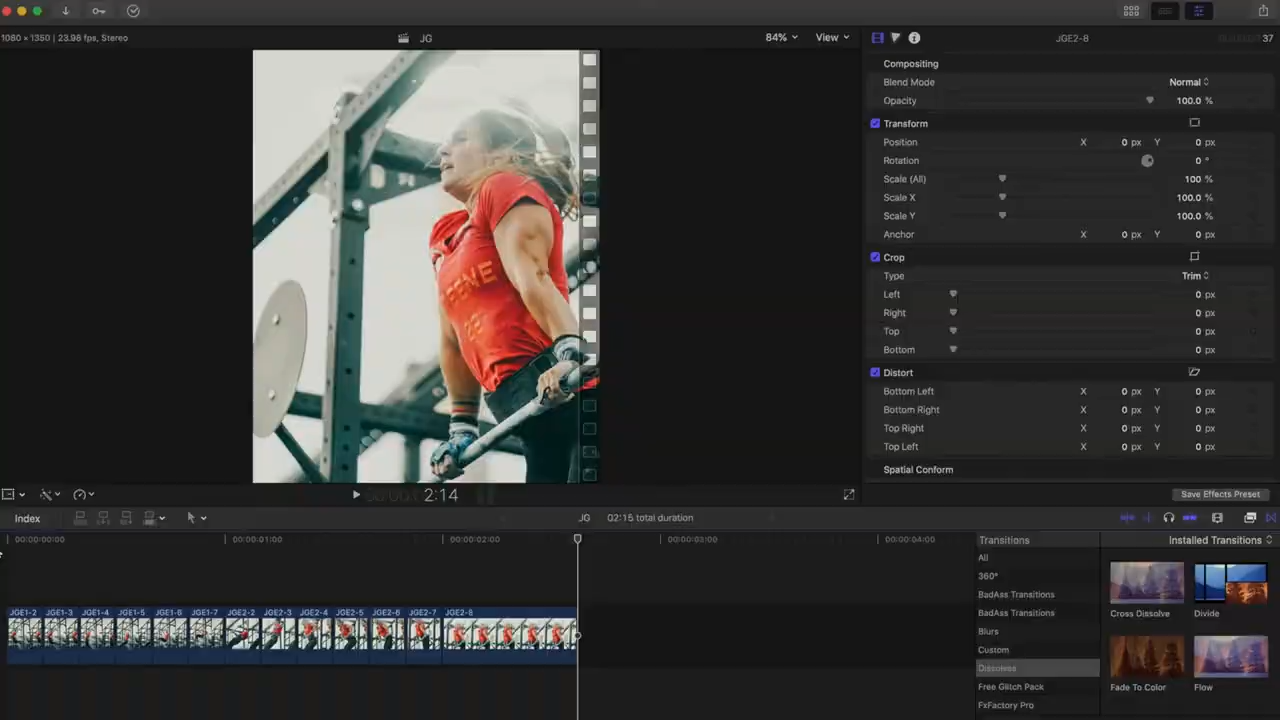 1080 × 1350 | 23.98 fps, Stereo
JG
84%
View
JGE2-8
37
Compositing
Blend Mode
Normal
Opacity
100.0 %
Transform
Position
X 0 px Y 0 px
Rotation
0 °
Scale (All)
100 %
Scale X
100.0 %
Scale Y
100.0 %
Anchor
X 0 px Y 0 px
Crop
Type
Trim
Left
0 px
Right
0 px
Top
0 px
Bottom
0 px
Distort
Bottom Left
X 0 px Y 0 px
Bottom Right
X 0 px Y 0 px
Top Right
X 0 px Y 0 px
Top Left
X 0 px Y 0 px
Spatial Conform
2:14
Save Effects Preset
Index
JG
02:15 total duration
00:00:00:00
00:00:01:00
00:00:02:00
00:00:03:00
00:00:04:00
JGE1-2
JGE1-3
JGE1-4
JGE1-5
JGE1-6
JGE1-7
JGE2-2
JGE2-3
JGE2-4
JGE2-5
JGE2-6
JGE2-7
JGE2-8
Transitions
Installed Transitions
All
360°
BadAss Transitions
BadAss Transitions
Blurs
Custom
Dissolves
Free Glitch Pack
FxFactory Pro
Cross Dissolve
Divide
Fade To Color
Flow